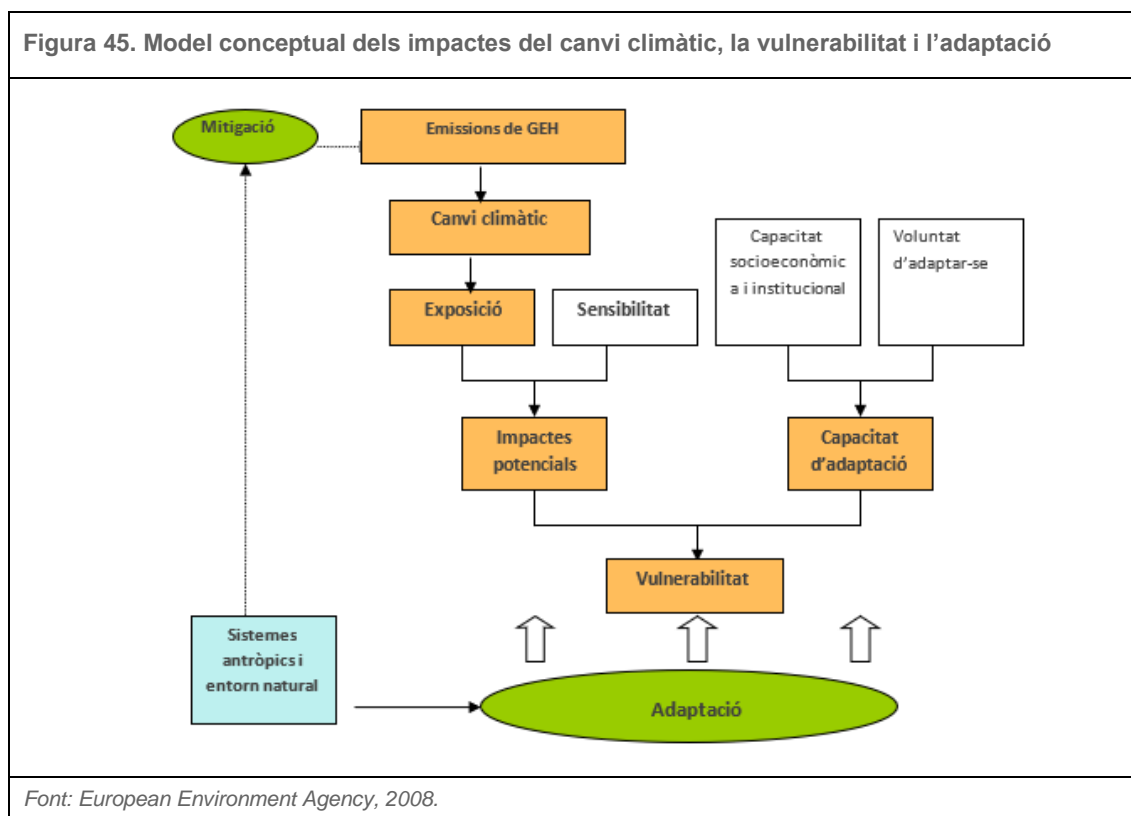 Figura 45. Model conceptual dels impactes del canvi climàtic, la vulnerabilitat i l’adaptació
Mitigació
Emissions de GEH
Canvi climàtic
Capacitat
socioeconòmic
a i institucional
Voluntat
d’adaptar-se
Exposició
Sensibilitat
Impactes
potencials
Capacitat
d’adaptació
Vulnerabilitat
Sistemes
antròpics i
entorn natural
Adaptació
Font: European Environment Agency, 2008.